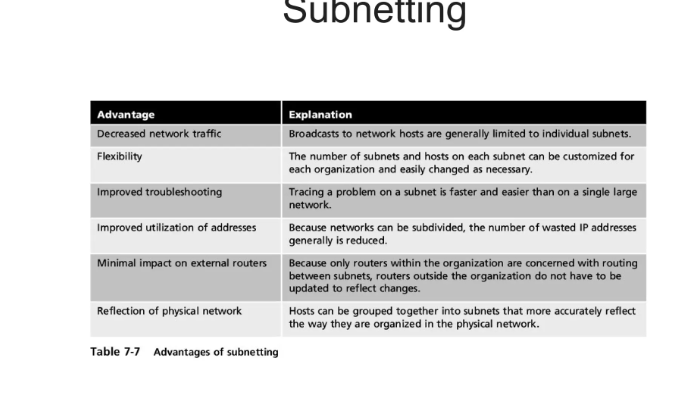 Subnetting
Advantage Explanation
Decreased network traffic Broadcasts to network hosts are generally limited to individual subnets.
Flexibility The number of subnets and hosts on each subnet can be customized for
each organization and easily changed as necessary.
Improved troubleshooting Tracing a problem on a subnet is faster and easier than on a single large
network.
Improved utilization of addresses Because networks can be subdivided, the number of wasted IP addresses
generally is reduced.
Minimal impact on external routers Because only routers within the organization are concerned with routing
between subnets, routers outside the organization do not have to be
updated to reflect changes.
Reflection of physical network Hosts can be grouped together into subnets that more accurately reflect
the way they are organized in the physical network.
Table 7-7 Advantages of subnetting